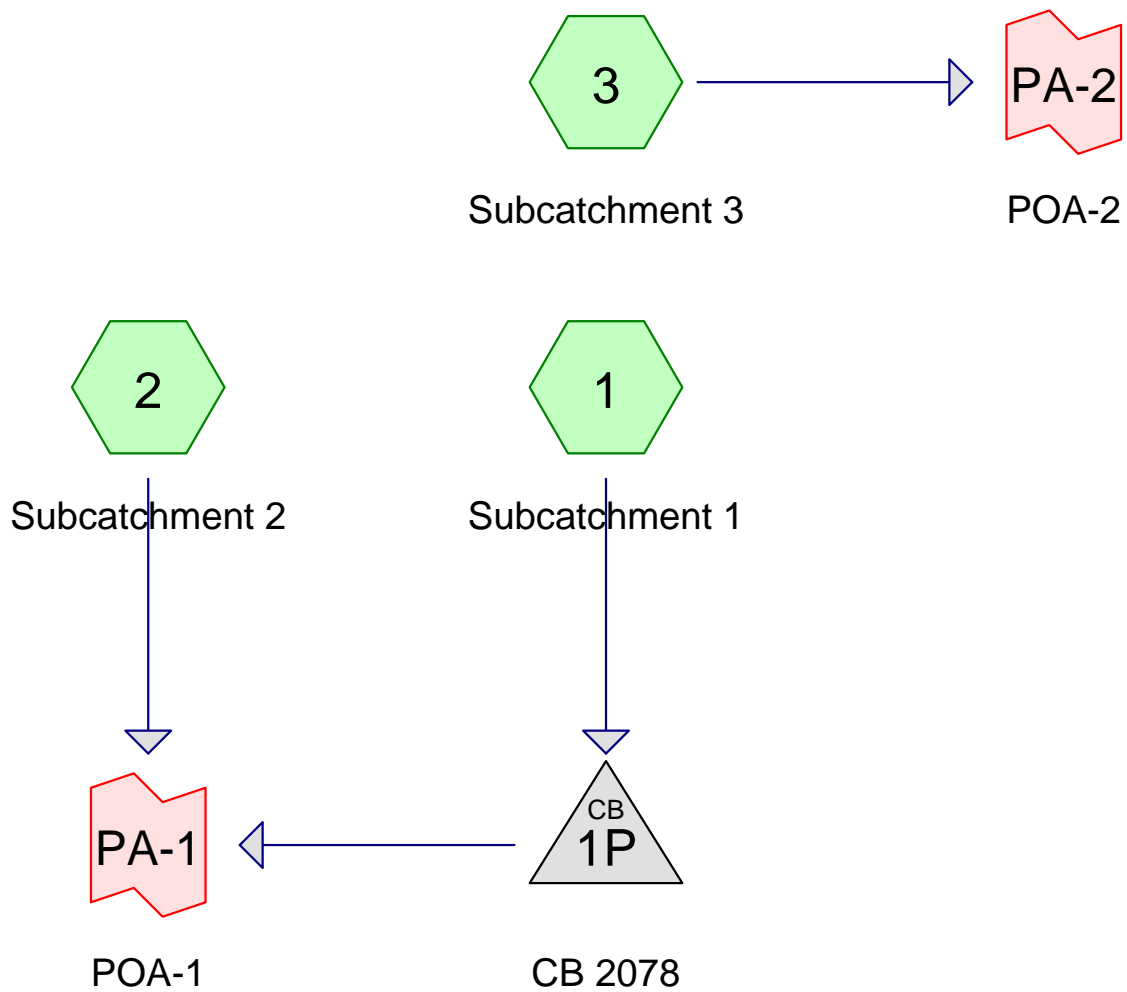 3
PA-2
Subcatchment 3
POA-2
2
1
Subcatchment 2
Subcatchment 1
PA-1
CB
1P
POA-1
CB 2078